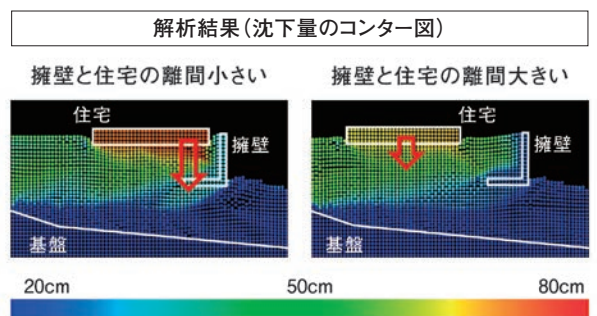 解析結果（沈下量のコンター図）
擁壁と住宅の離間小さい
擁壁と住宅の離間大きい
住宅
擁壁
基盤
住宅
擁壁
基盤
20cm 50cm 80cm